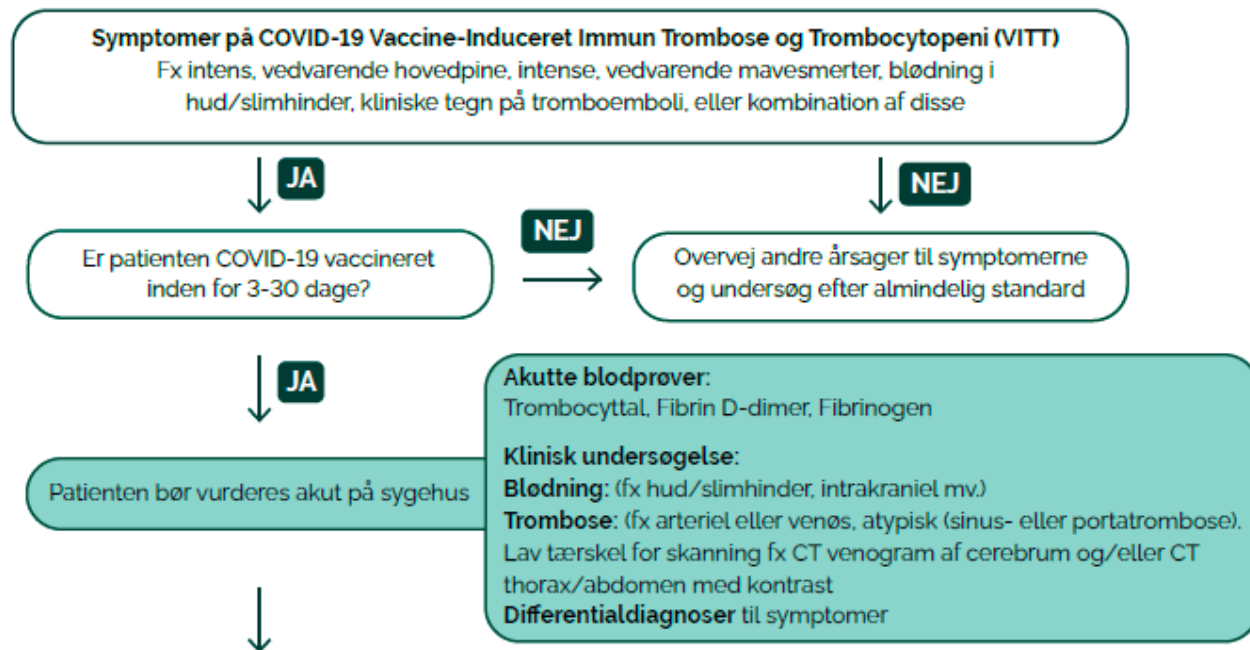 Symptomer på COVID-19 Vaccine-Induceret Immun Trombose og Trombocytopeni (VITT)
Fx intens, vedvarende hovedpine, intense, vedvarende mavesmerter, blødning i
hud/slimhinder, kliniske tegn på tromboemboli, eller kombination af disse
JA
NEJ
Er patienten COVID-19 vaccineret
inden for 3-30 dage?
NEJ
Overvej andre årsager til symptomerne
og undersøg efter almindelig standard
JA
Patienten bør vurderes akut på sygehus
Akutte blodprøver:
Trombocyttal, Fibrin D-dimer, Fibrinogen
Klinisk undersøgelse:
Blødning: (fx hud/slimhinder, intrakraniel mv.)
Trombose: (fx arteriel eller venøs, atypisk (sinus- eller portatrombose).
Lav tærskel for skanning fx CT venogram af cerebrum og/eller CT
thorax/abdomen med kontrast
Differentialdiagnoser til symptomer